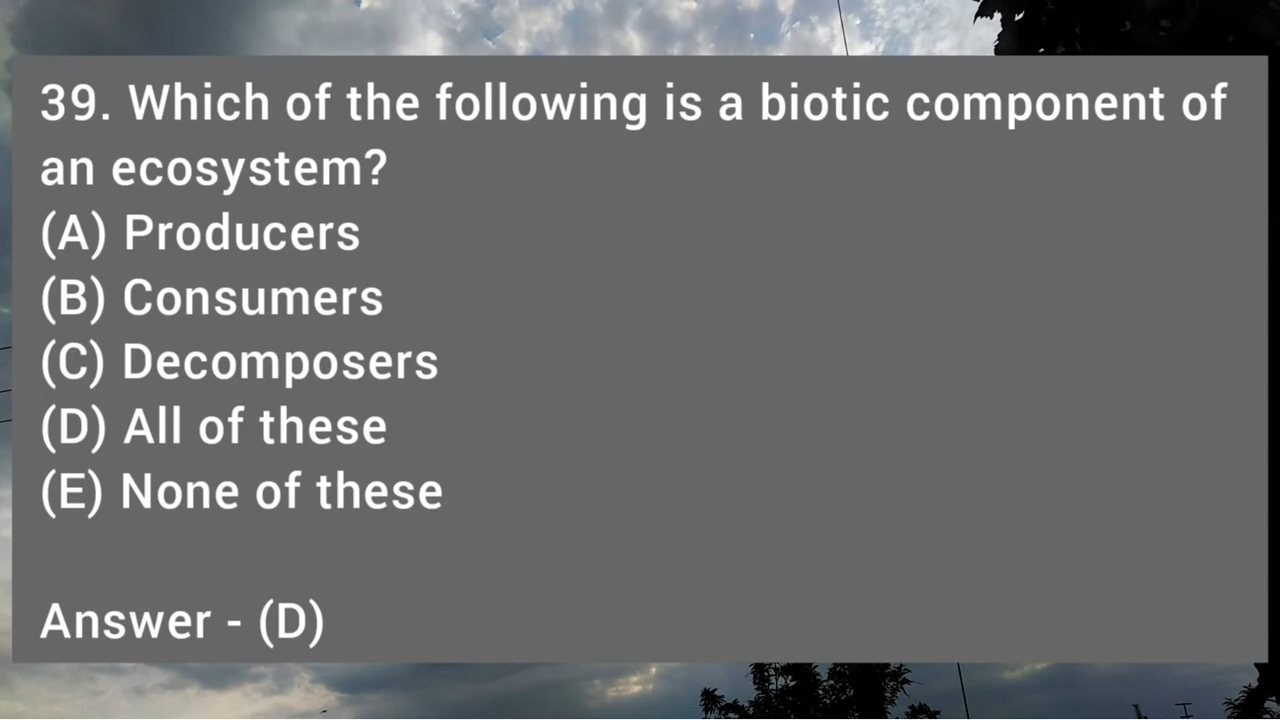 39. Which of the following is a biotic component of
an ecosystem?
(A) Producers
(B) Consumers
(C) Decomposers
(D) All of these
(E) None of these
Answer - (D)